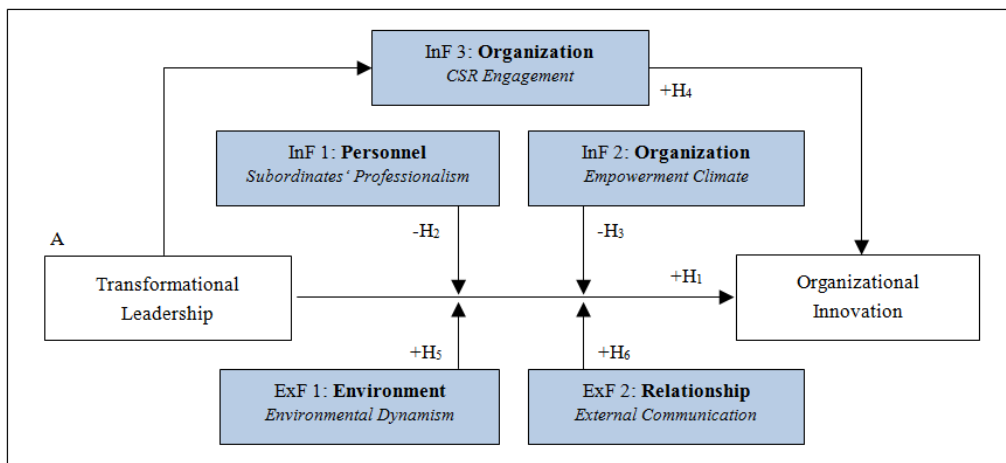 InF 3: Organization
CSR Engagement
+H₄
InF 1: Personnel
Subordinates‘ Professionalism
InF 2: Organization
Empowerment Climate
-H₂
-H₃
A
Transformational
Leadership
+H₁
Organizational
Innovation
+H₅
+H₆
ExF 1: Environment
Environmental Dynamism
ExF 2: Relationship
External Communication